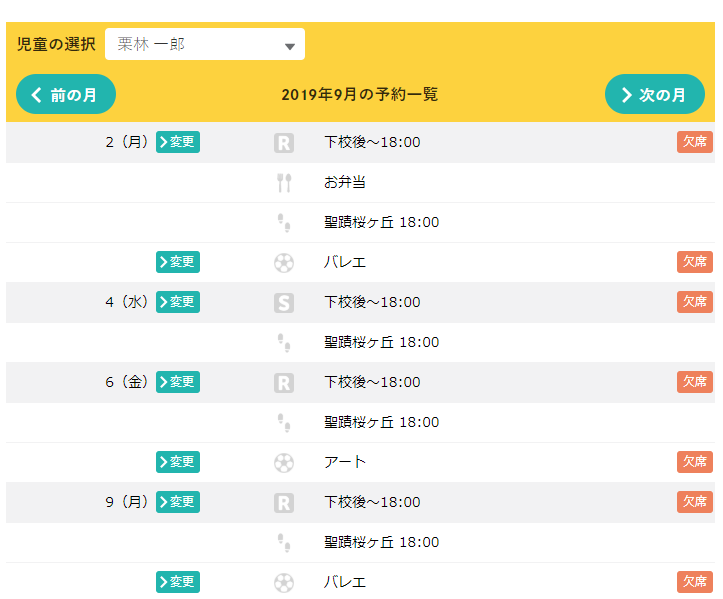 児童の選択 栗林 一郎
前の月 2019年9月の予約一覧 次の月
2（月） 変更 R 下校後～18:00 欠席
お弁当
聖蹟桜ヶ丘 18:00
変更 バレエ 欠席
4（水） 変更 S 下校後～18:00 欠席
聖蹟桜ヶ丘 18:00
6（金） 変更 R 下校後～18:00 欠席
聖蹟桜ヶ丘 18:00
変更 アート 欠席
9（月） 変更 R 下校後～18:00 欠席
聖蹟桜ヶ丘 18:00
変更 バレエ 欠席